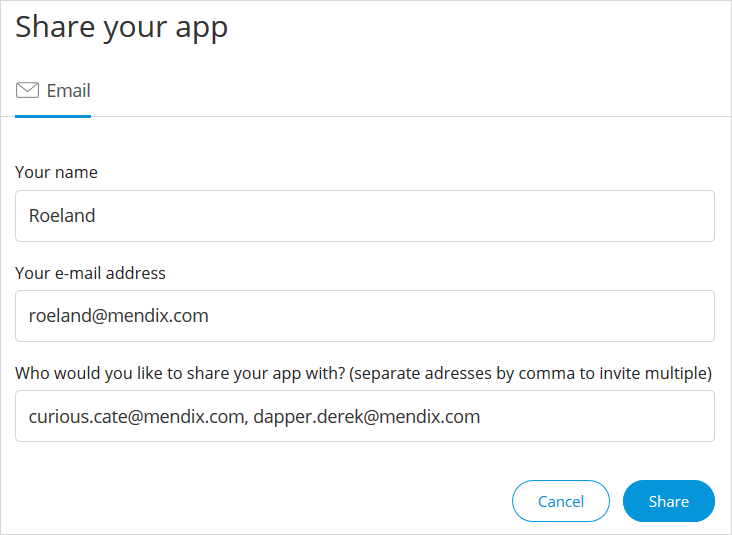 Share your app
Email
Your name
Roeland
Your e-mail address
roeland@mendix.com
Who would you like to share your app with? (separate adresses by comma to invite multiple)
curious.cate@mendix.com, dapper.derek@mendix.com
Cancel Share